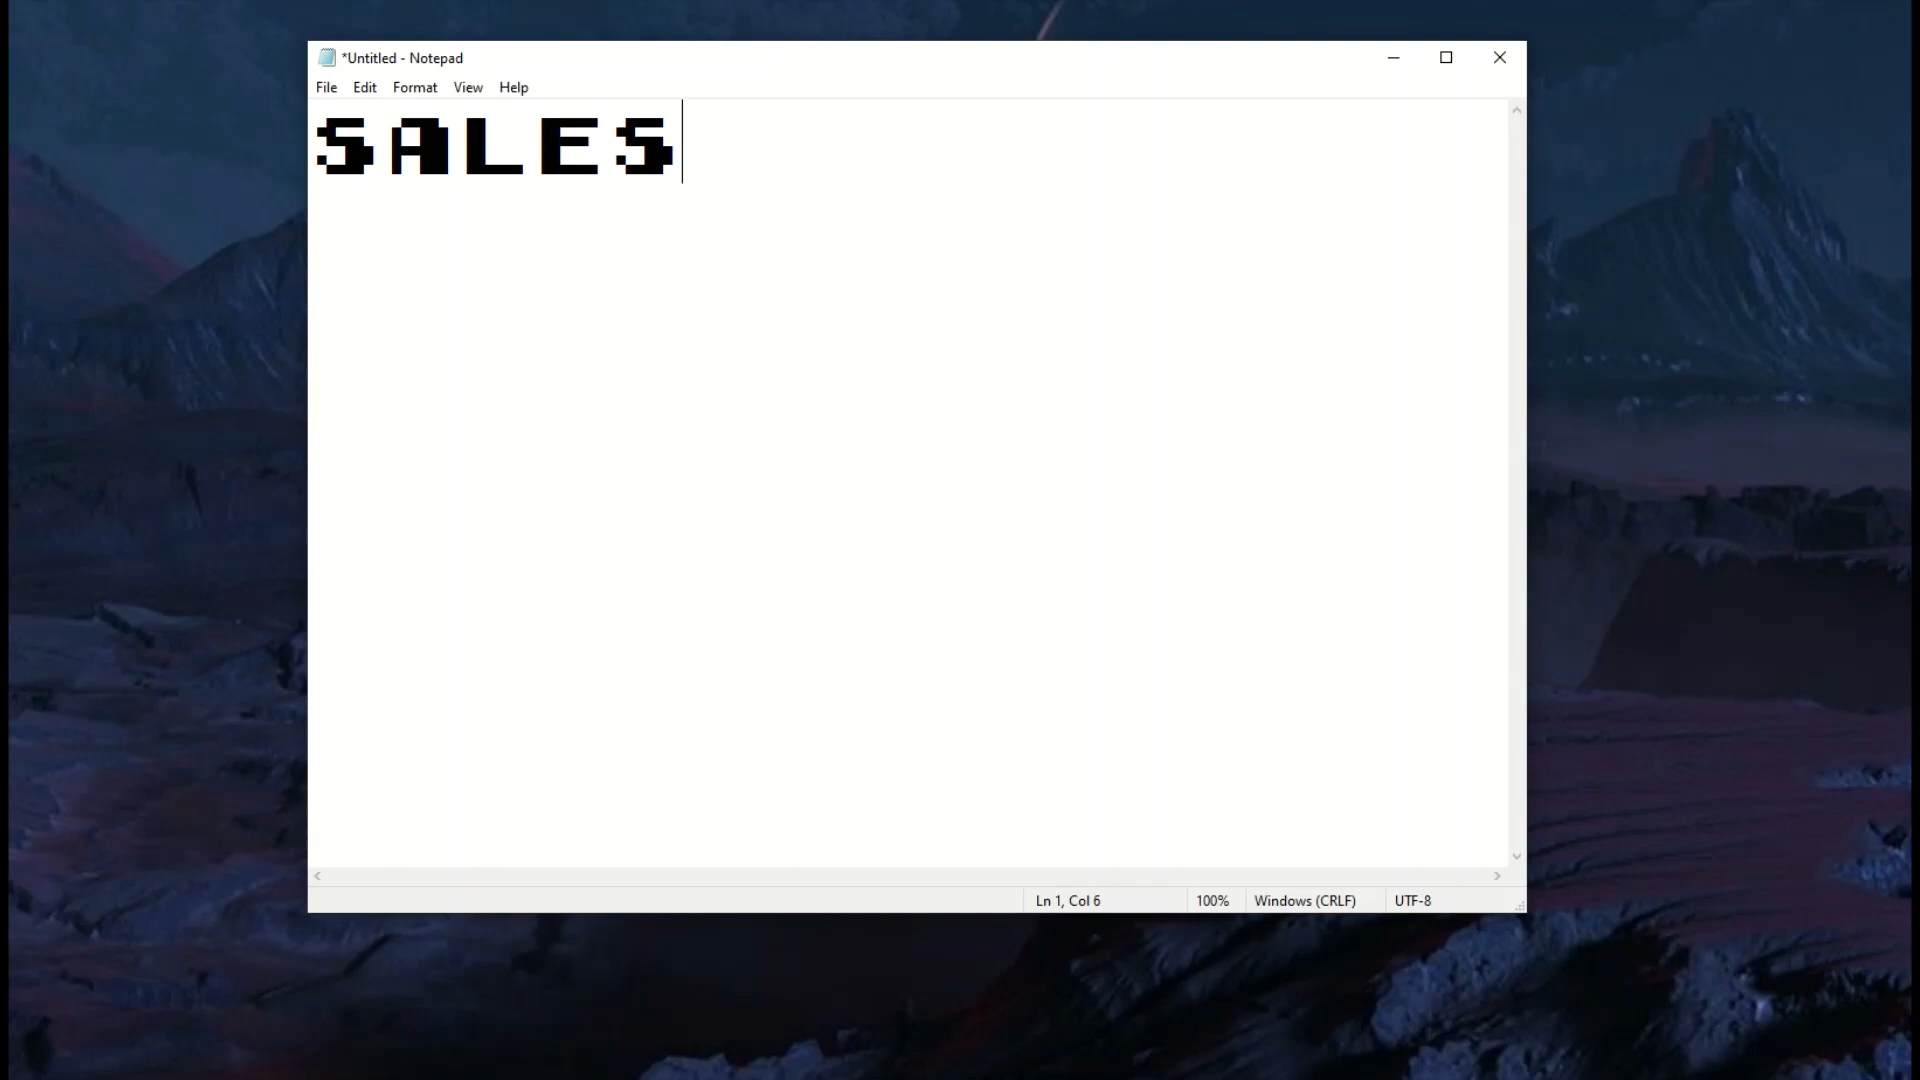 *Untitled - Notepad
File Edit Format View Help
SALES
Ln 1, Col 6 100% Windows (CRLF) UTF-8